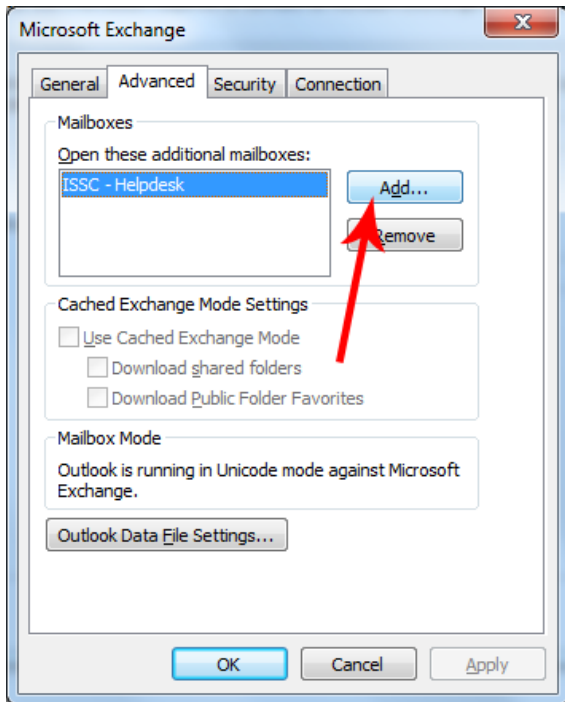 Microsoft Exchange
General Advanced Security Connection
Mailboxes
Open these additional mailboxes:
ISSC - Helpdesk
Add...
Remove
Cached Exchange Mode Settings
Use Cached Exchange Mode
Download shared folders
Download Public Folder Favorites
Mailbox Mode
Outlook is running in Unicode mode against Microsoft
Exchange.
Outlook Data File Settings...
OK Cancel Apply